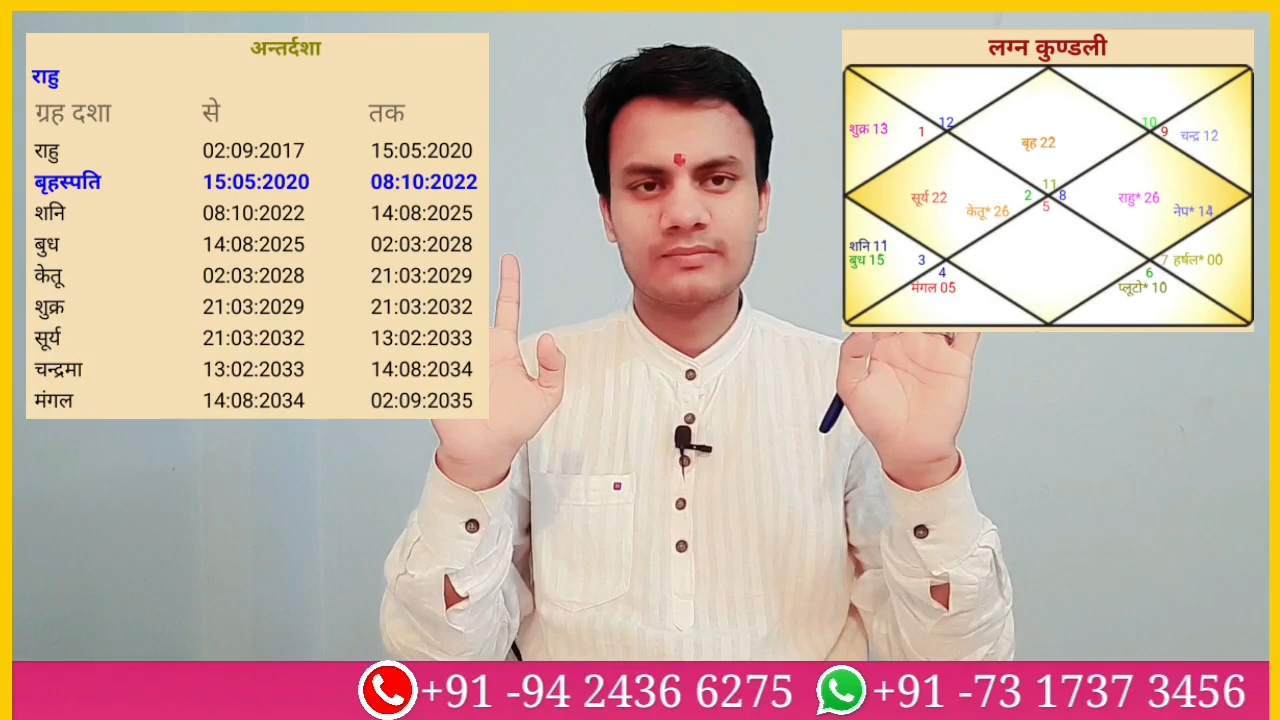 अन्तर्दशा
राहु
ग्रह दशा से तक
राहु 02:09:2017 15:05:2020
बृहस्पति 15:05:2020 08:10:2022
शनि 08:10:2022 14:08:2025
बुध 14:08:2025 02:03:2028
केतू 02:03:2028 21:03:2029
शुक्र 21:03:2029 21:03:2032
सूर्य 21:03:2032 13:02:2033
चन्द्रमा 13:02:2033 14:08:2034
मंगल 14:08:2034 02:09:2035
लग्न कुण्डली
12 10
शुक्र 13 1 9 चन्द्र 12
बृह 22
11
सूर्य 22 2 8 राहु* 26
केतू* 26 5 नेप* 14
शनि 11
बुध 15 3 7 हर्षल* 00
4 6
मंगल 05 प्लूटो* 10
+91 -94 2436 6275 +91 -73 1737 3456